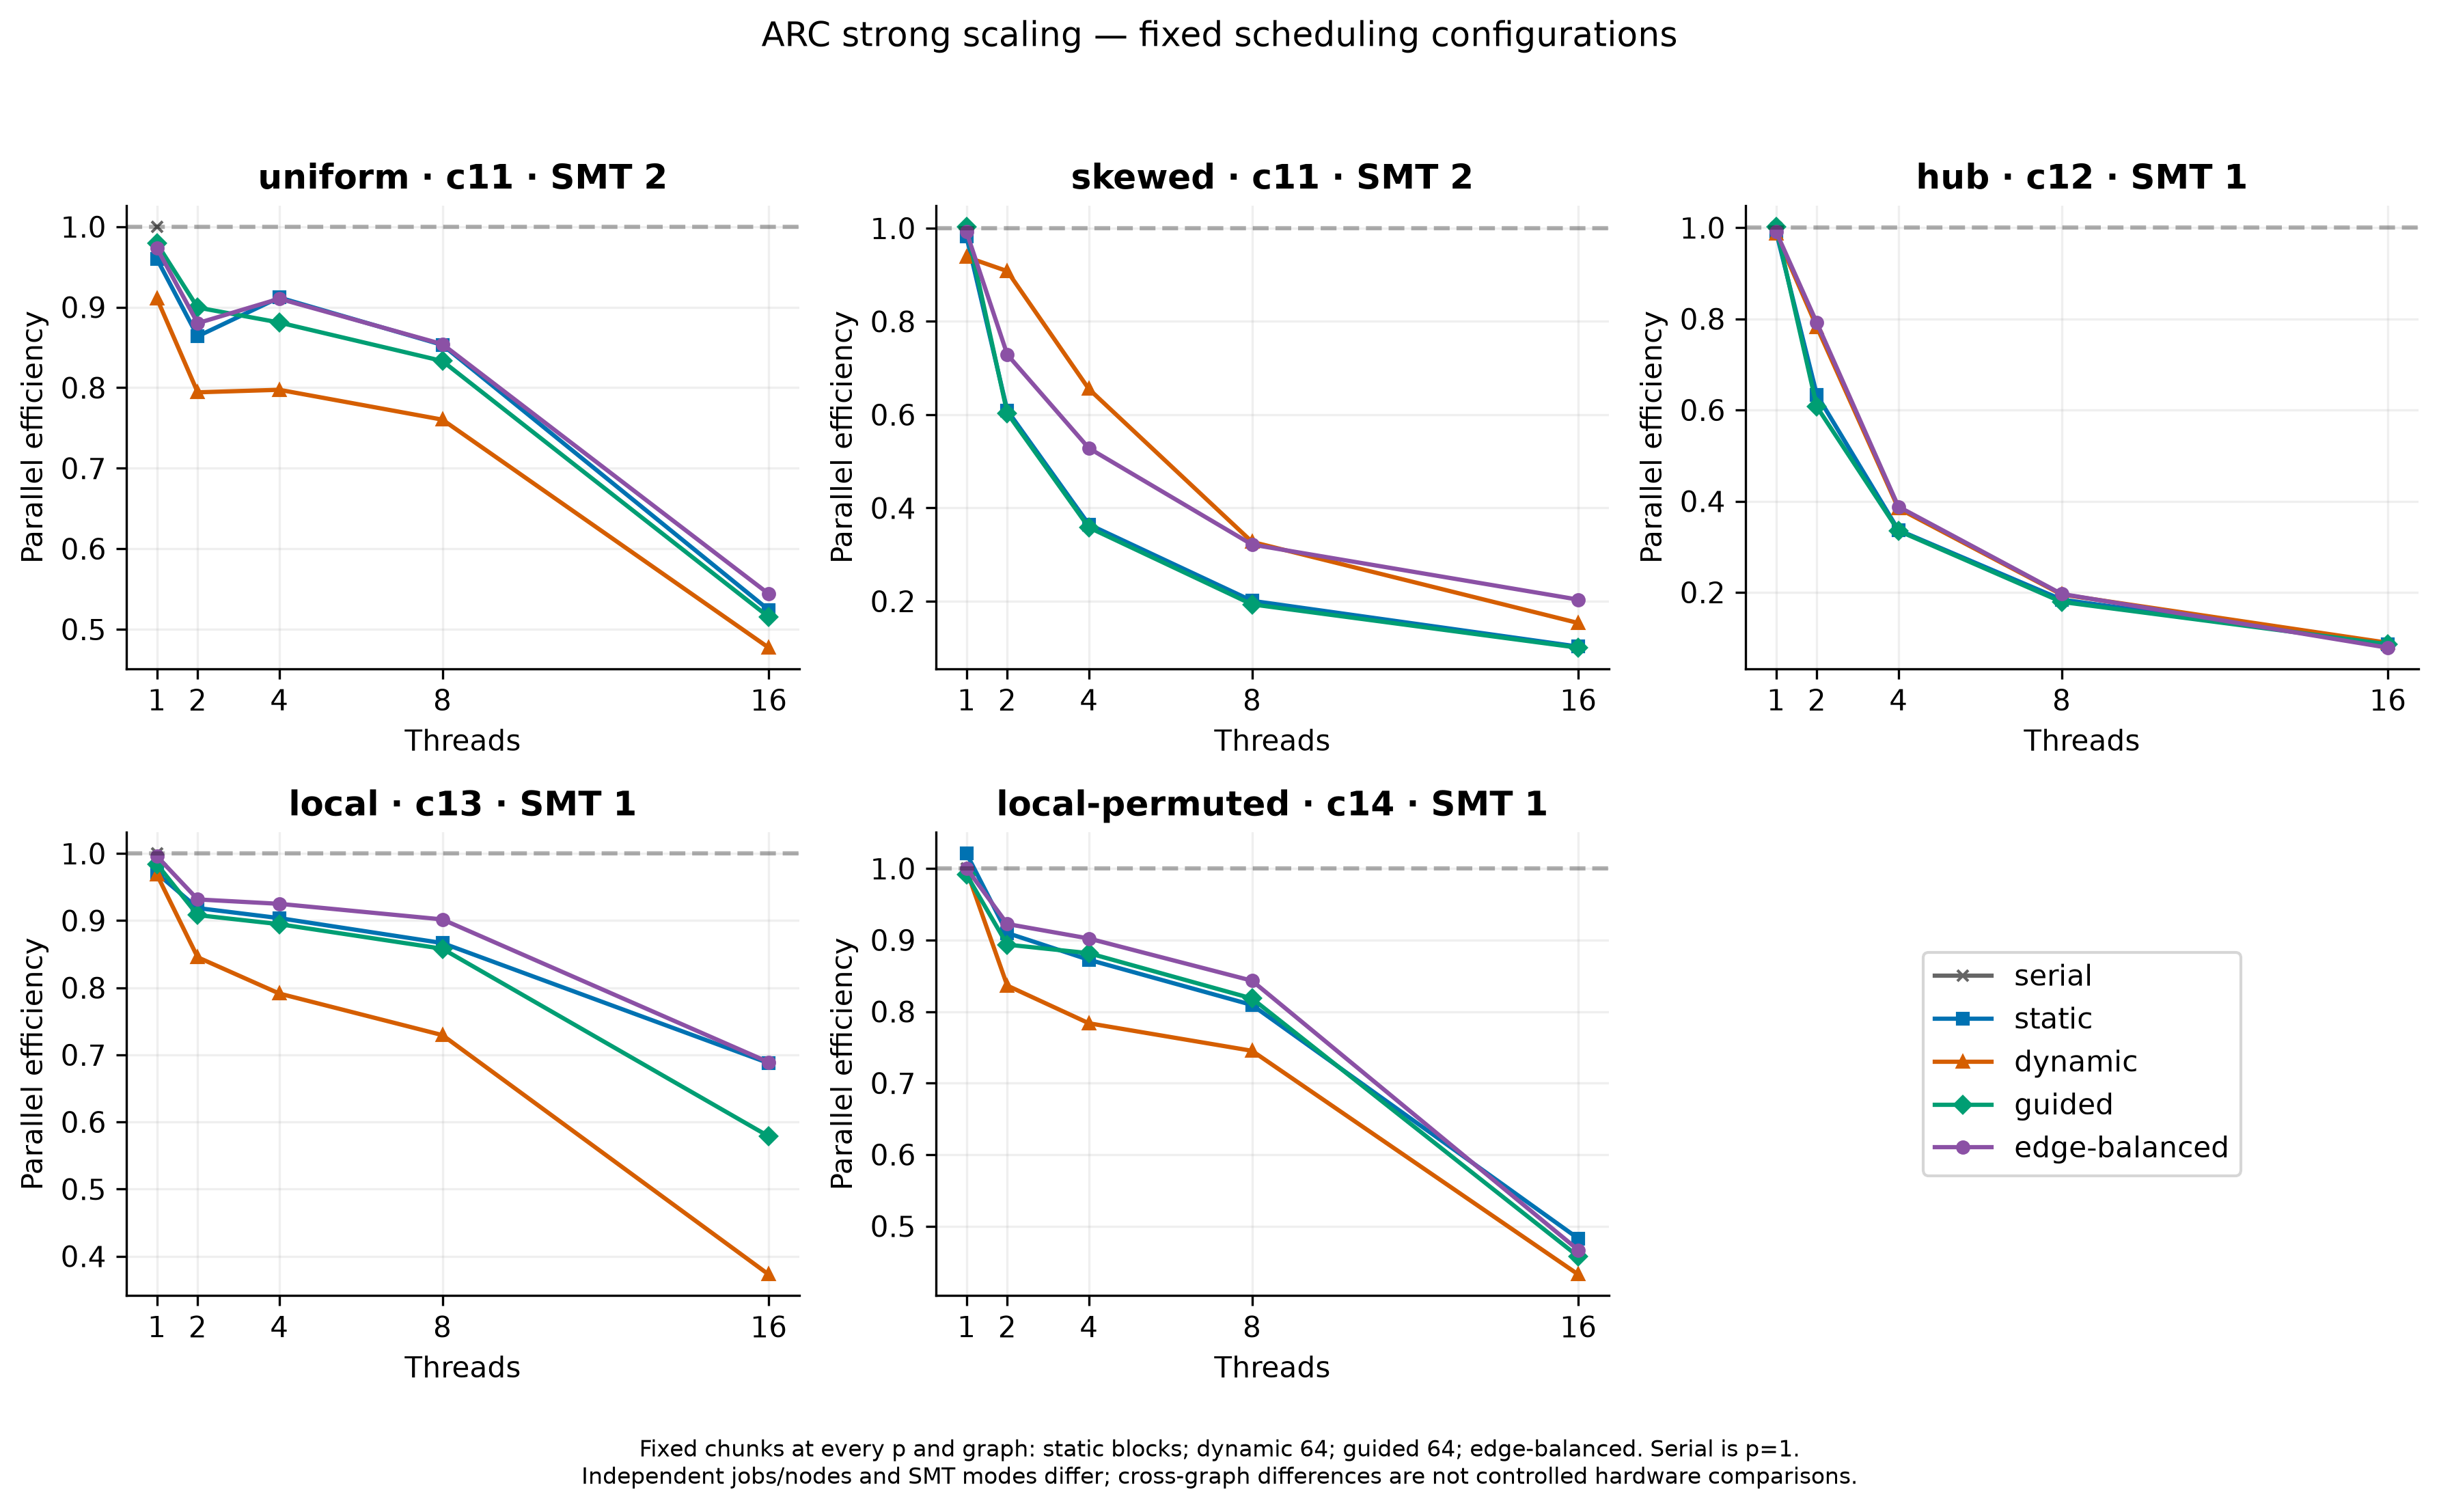 ARC strong scaling — fixed scheduling configurations
uniform · c11 · SMT 2
1.0
0.9
0.8
0.7
0.6
0.5
Parallel efficiency
1 2 4 8 16
Threads
skewed · c11 · SMT 2
1.0
0.8
0.6
0.4
0.2
Parallel efficiency
1 2 4 8 16
Threads
hub · c12 · SMT 1
1.0
0.8
0.6
0.4
0.2
Parallel efficiency
1 2 4 8 16
Threads
local · c13 · SMT 1
1.0
0.9
0.8
0.7
0.6
0.5
0.4
Parallel efficiency
1 2 4 8 16
Threads
local-permuted · c14 · SMT 1
1.0
0.9
0.8
0.7
0.6
0.5
Parallel efficiency
1 2 4 8 16
Threads
serial
static
dynamic
guided
edge-balanced
Fixed chunks at every p and graph: static blocks; dynamic 64; guided 64; edge-balanced. Serial is p=1.
Independent jobs/nodes and SMT modes differ; cross-graph differences are not controlled hardware comparisons.